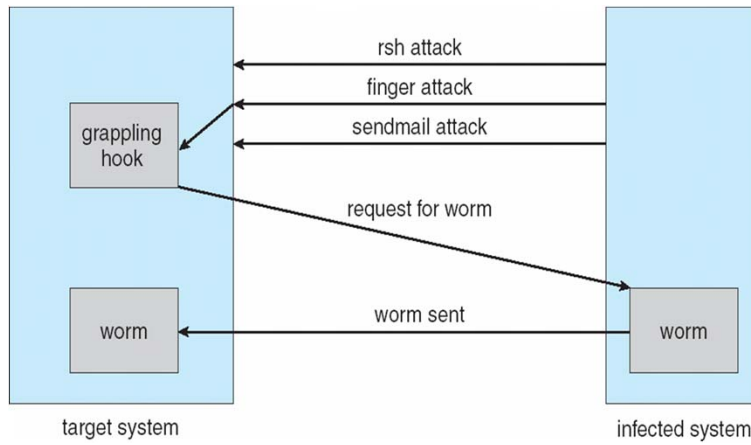 rsh attack
finger attack
sendmail attack
grappling
hook
request for worm
worm
worm sent
worm
target system
infected system